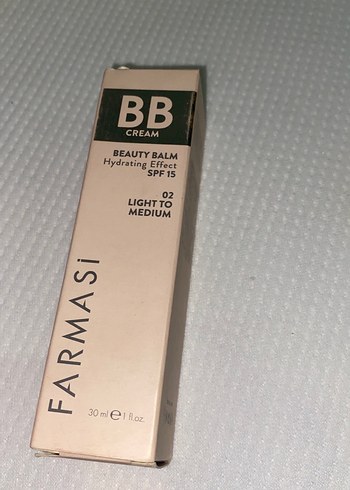 BB
CREAM
BEAUTY BALM
Hydrating Effect
SPF 15
02
LIGHT TO
MEDIUM
FARMASi
30 ml ℮ 1 fl.oz.